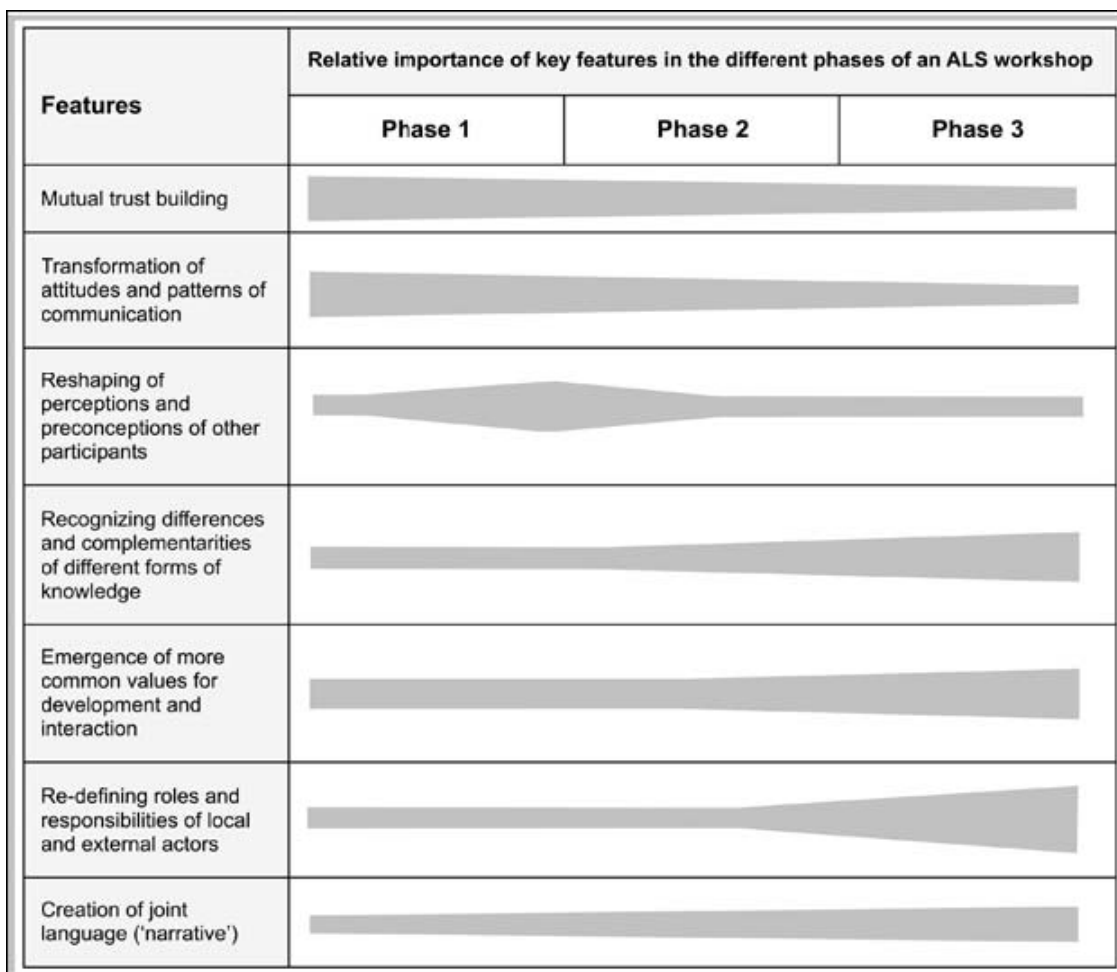 Features
Relative importance of key features in the different phases of an ALS workshop
Phase 1
Phase 2
Phase 3
Mutual trust building
Transformation of
attitudes and patterns of
communication
Reshaping of
perceptions and
preconceptions of other
participants
Recognizing differences
and complementarities
of different forms of
knowledge
Emergence of more
common values for
development and
interaction
Re-defining roles and
responsibilities of local
and external actors
Creation of joint
language (‘narrative’)